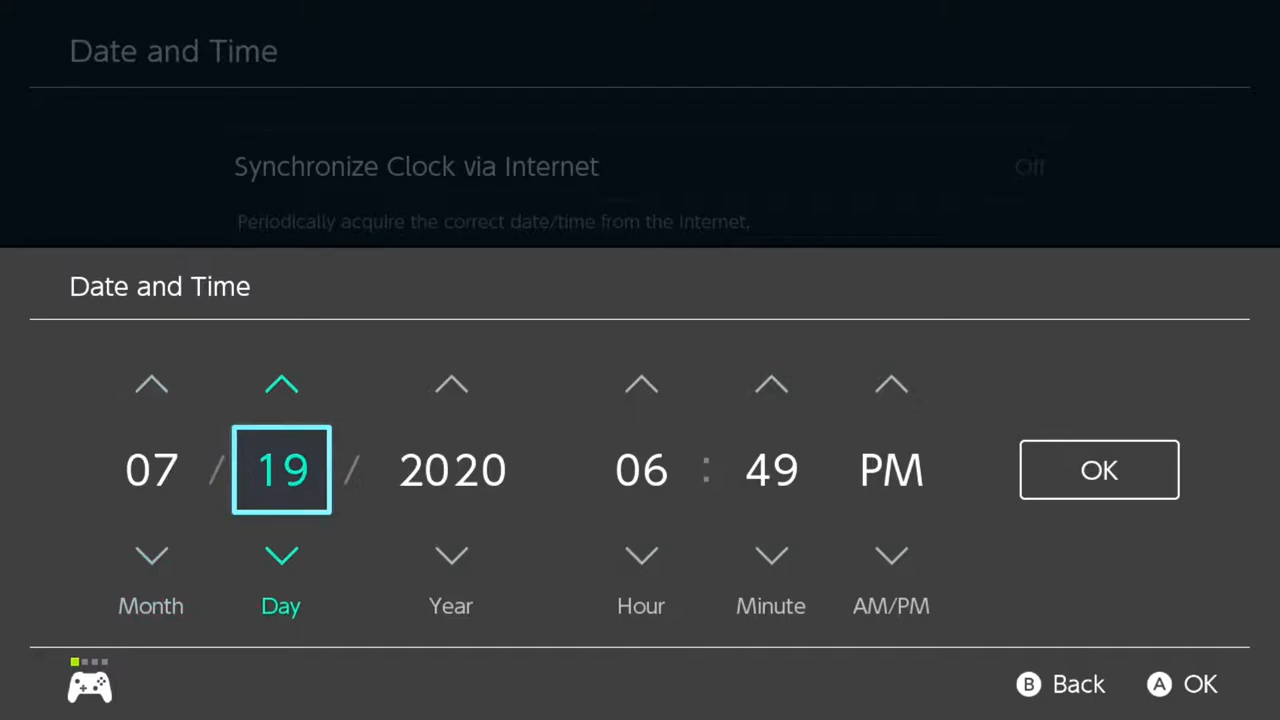 Date and Time
Synchronize Clock via Internet Off
Periodically acquire the correct date/time from the Internet.
Date and Time
07 / 19 / 2020 06 : 49 PM OK
Month Day Year Hour Minute AM/PM
B Back A OK